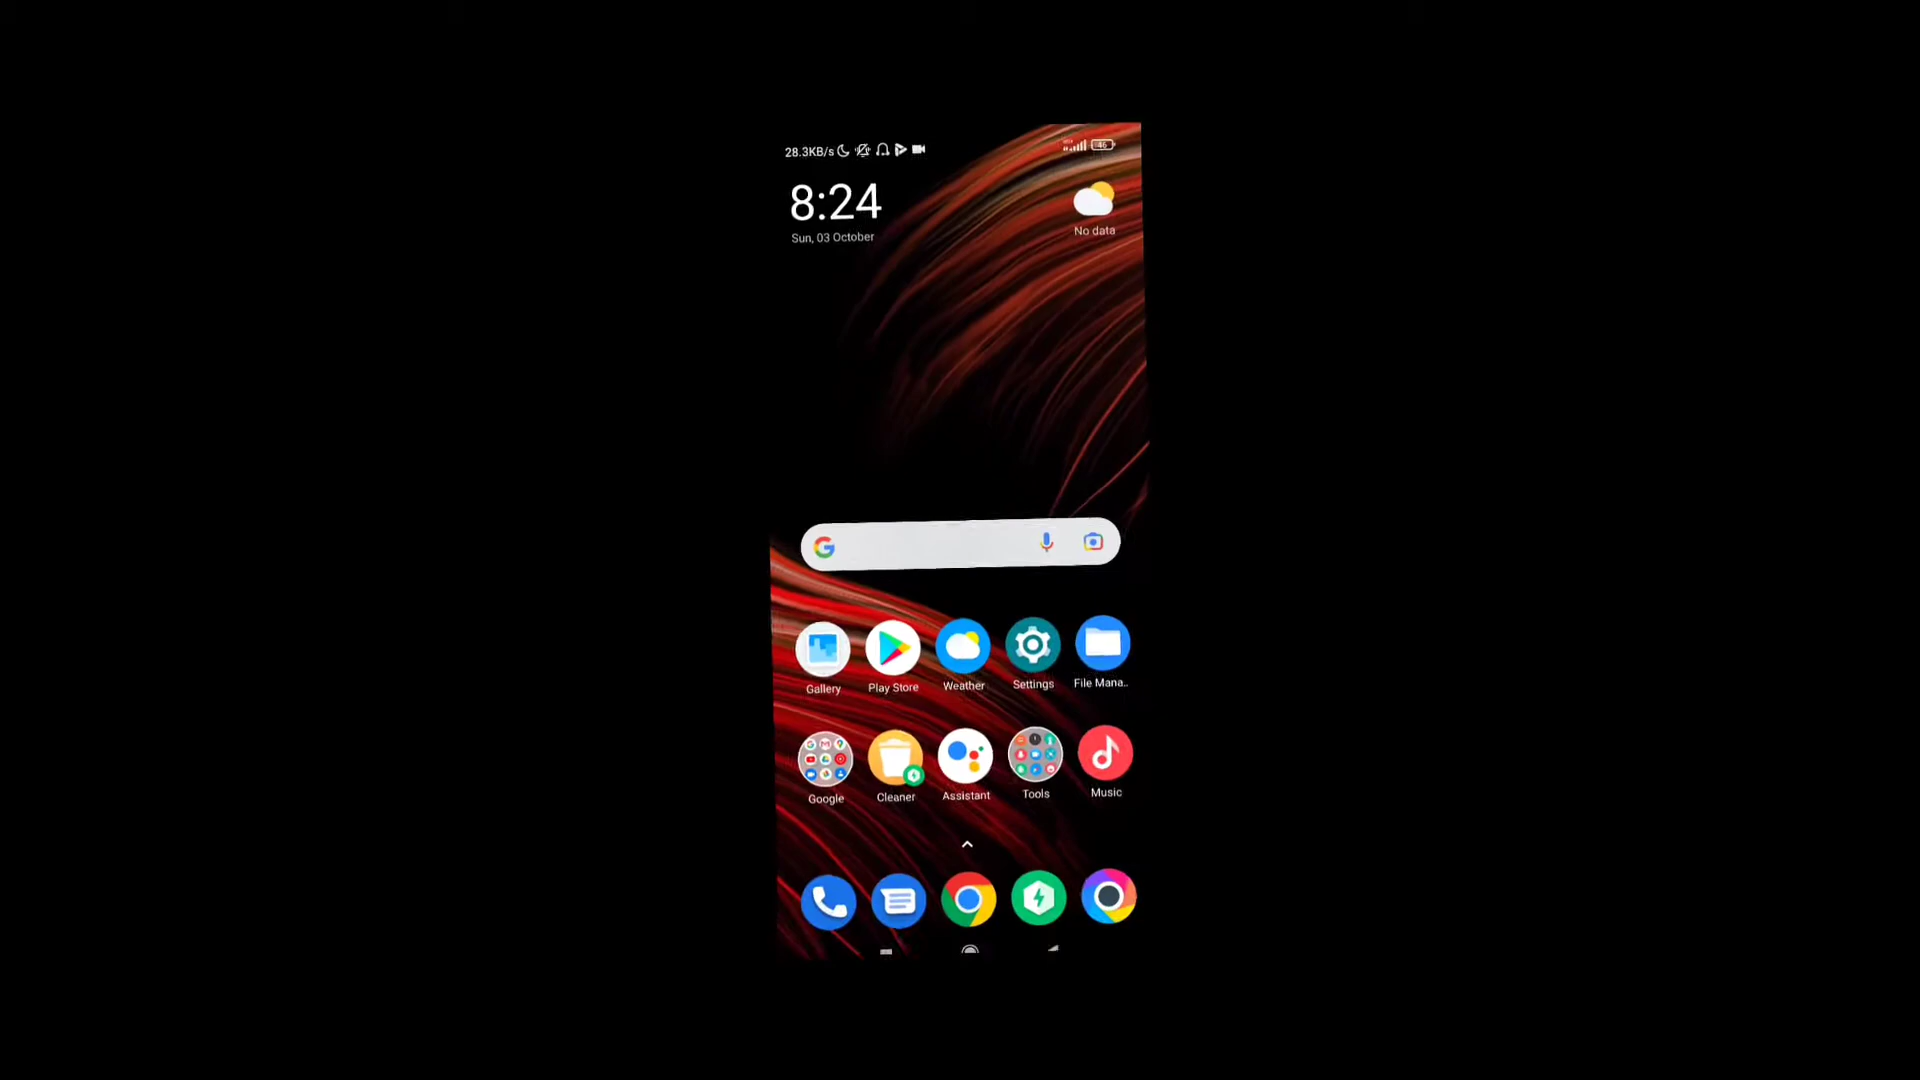 28.3KB/s
46
8:24
Sun, 03 October
No data
Gallery Play Store Weather Settings File Mana..
Google Cleaner Assistant Tools Music